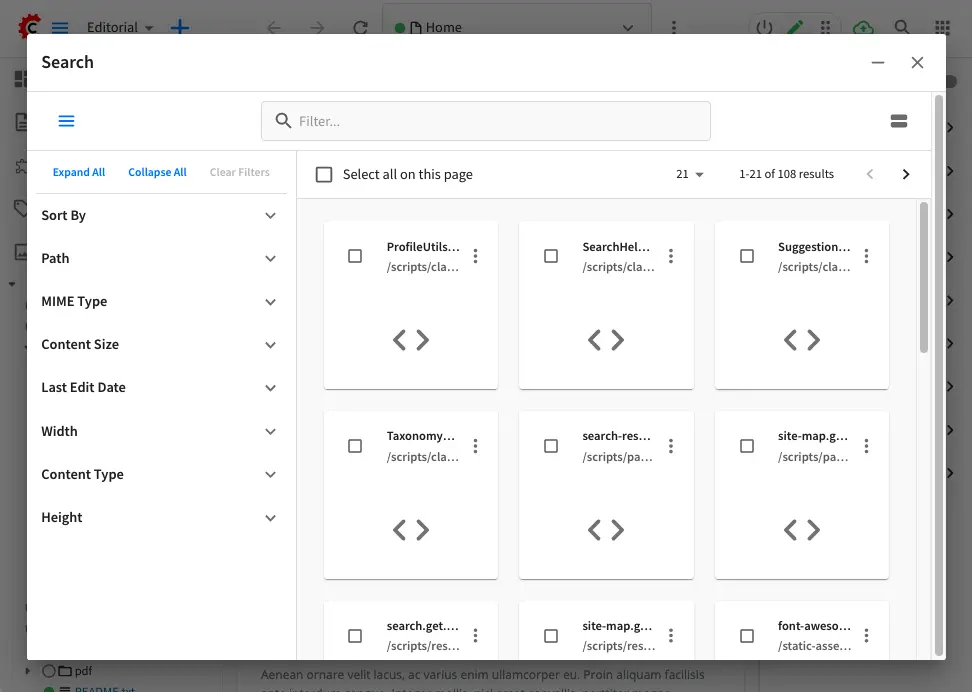 Editorial
Home
Search
Filter...
Expand All
Collapse All
Clear Filters
Select all on this page
21
1-21 of 108 results
Sort By
Path
MIME Type
Content Size
Last Edit Date
Width
Content Type
Height
ProfileUtils...
/scripts/cla...
SearchHel...
/scripts/cla...
Suggestion...
/scripts/cla...
Taxonomy...
/scripts/cla...
search-res...
/scripts/pa...
site-map.g...
/scripts/pa...
search.get....
/scripts/res...
site-map.g...
/scripts/res...
font-aweso...
/static-asse...
pdf
README.txt
Aenean ornare velit lacus, ac varius enim ullamcorper eu. Proin aliquam facilisis